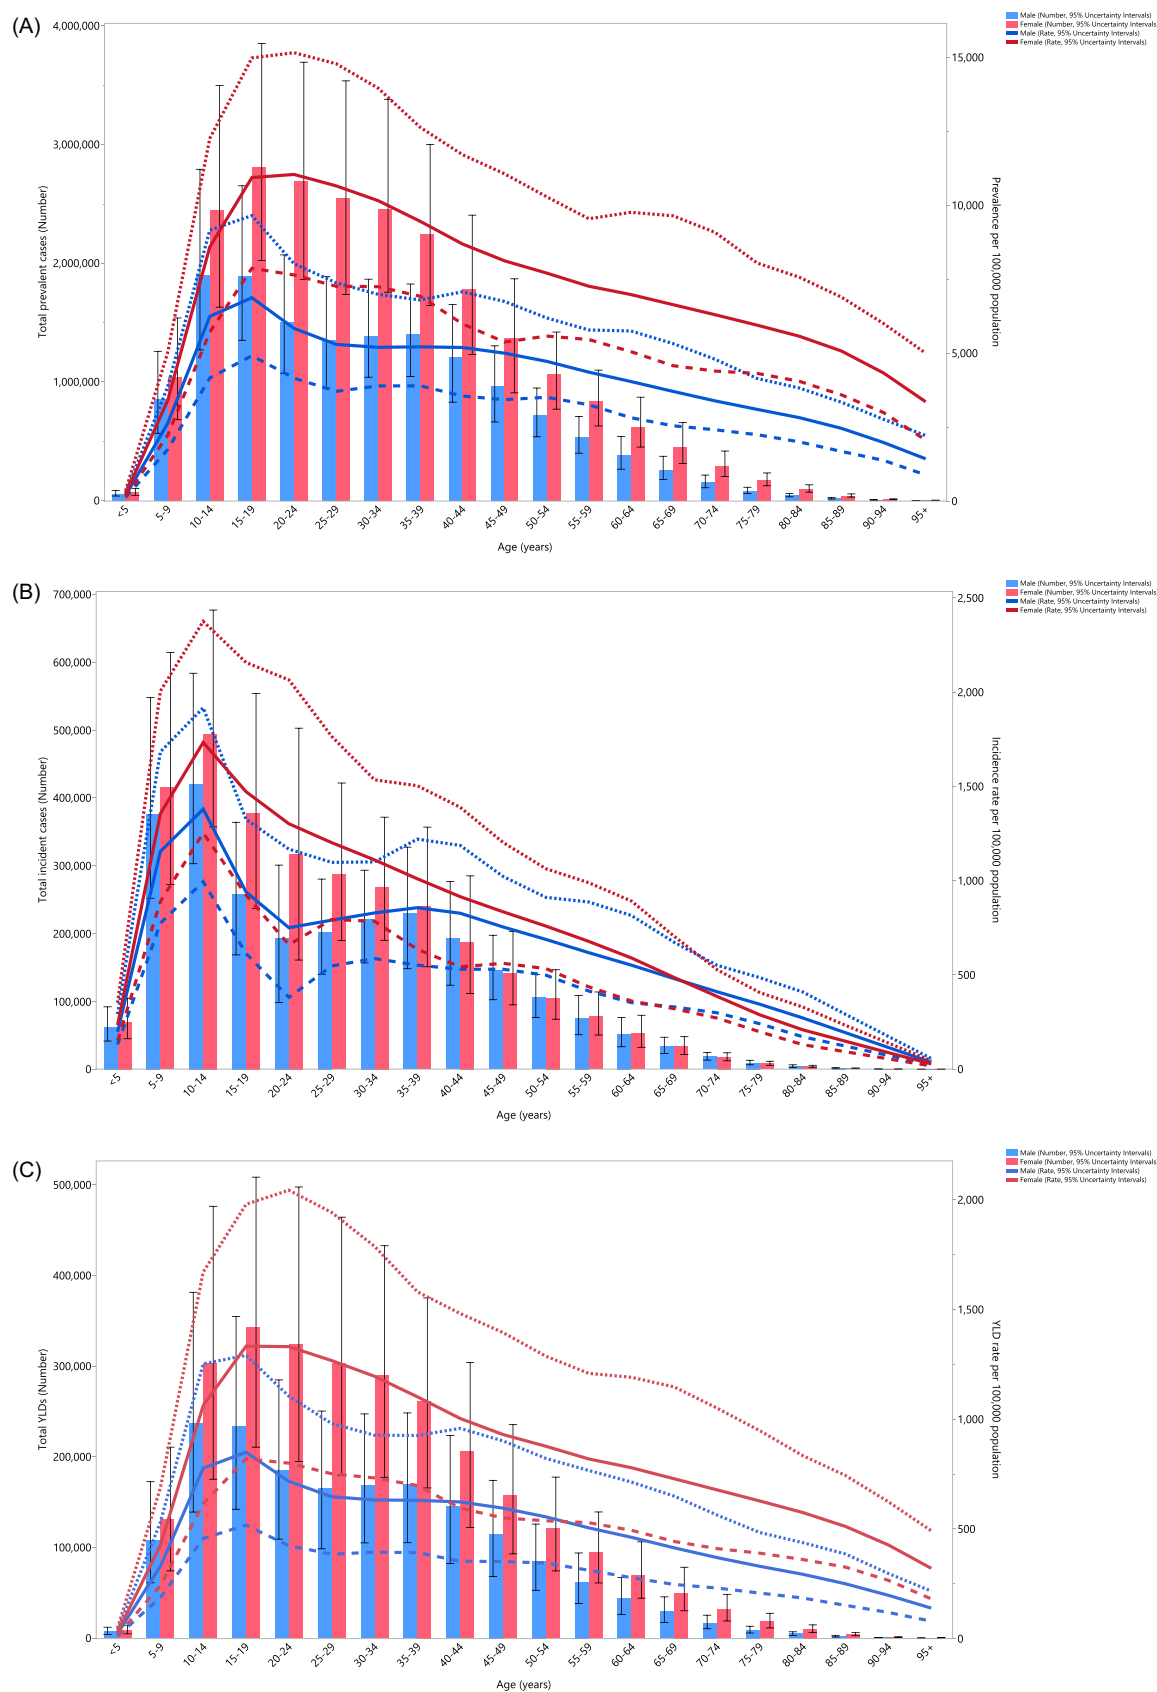 (A)
Male (Number, 95% Uncertainty Intervals)
Female (Number, 95% Uncertainty Intervals
Male (Rate, 95% Uncertainty Intervals)
Female (Rate, 95% Uncertainty Intervals)
Total prevalent cases (Number)
4,000,000
3,000,000
2,000,000
1,000,000
0
15,000
10,000
5,000
0
Prevalence per 100,000 population
<5 5-9 10-14 15-19 20-24 25-29 30-34 35-39 40-44 45-49 50-54 55-59 60-64 65-69 70-74 75-79 80-84 85-89 90-94 95+
Age (years)
(B)
Male (Number, 95% Uncertainty Intervals)
Female (Number, 95% Uncertainty Intervals
Male (Rate, 95% Uncertainty Intervals)
Female (Rate, 95% Uncertainty Intervals)
Total incident cases (Number)
700,000
600,000
500,000
400,000
300,000
200,000
100,000
0
2,500
2,000
1,500
1,000
500
0
Incidence rate per 100,000 population
<5 5-9 10-14 15-19 20-24 25-29 30-34 35-39 40-44 45-49 50-54 55-59 60-64 65-69 70-74 75-79 80-84 85-89 90-94 95+
Age (years)
(C)
Male (Number, 95% Uncertainty Intervals)
Female (Number, 95% Uncertainty Intervals
Male (Rate, 95% Uncertainty Intervals)
Female (Rate, 95% Uncertainty Intervals)
Total YLDs (Number)
500,000
400,000
300,000
200,000
100,000
0
2,000
1,500
1,000
500
0
YLD rate per 100,000 population
<5 5-9 10-14 15-19 20-24 25-29 30-34 35-39 40-44 45-49 50-54 55-59 60-64 65-69 70-74 75-79 80-84 85-89 90-94 95+
Age (years)